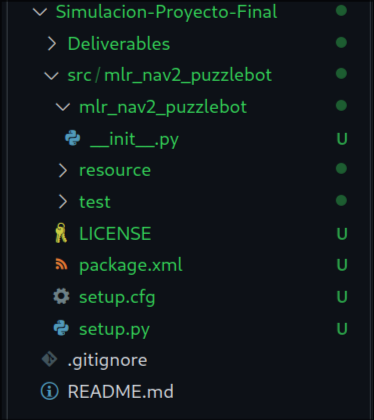 Simulacion-Proyecto-Final
Deliverables
src/mlr_nav2_puzzlebot
mlr_nav2_puzzlebot
__init__.py U
resource
test
LICENSE U
package.xml U
setup.cfg U
setup.py U
.gitignore
README.md